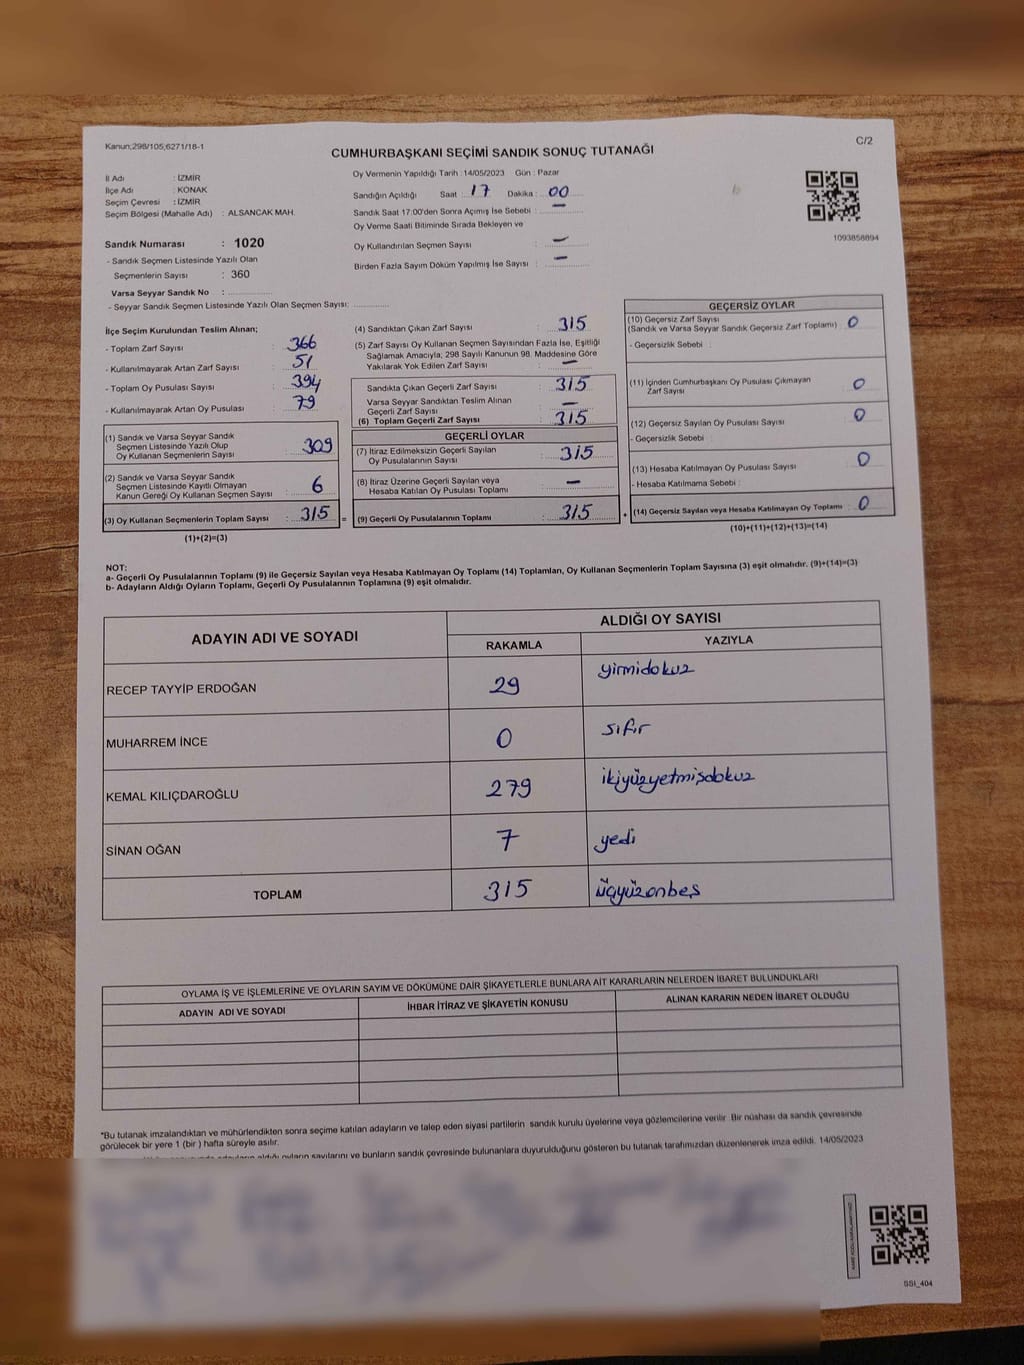 Kanun;298/105;6271/18-1
C/2
CUMHURBAŞKANI SEÇİMİ SANDIK SONUÇ TUTANAĞI
İl Adı : İZMİR
İlçe Adı : KONAK
Seçim Çevresi : İZMİR
Seçim Bölgesi (Mahalle Adı) : ALSANCAK MAH.
Oy Vermenin Yapıldığı Tarih : 14/05/2023 Gün : Pazar
Sandığın Açıldığı Saat : 17 Dakika : 00
Sandık Saat 17:00'den Sonra Açımış İse Sebebi : —
Oy Verme Saati Bitiminde Sırada Bekleyen ve
Oy Kullandırılan Seçmen Sayısı : —
Birden Fazla Sayım Döküm Yapılmış İse Sayısı : —
1093858894
Sandık Numarası : 1020
- Sandık Seçmen Listesinde Yazılı Olan
Seçmenlerin Sayısı : 360
Varsa Seyyar Sandık No :
- Seyyar Sandık Seçmen Listesinde Yazılı Olan Seçmen Sayısı:
İlçe Seçim Kurulundan Teslim Alınan;
- Toplam Zarf Sayısı : 366
- Kullanılmayarak Artan Zarf Sayısı : 51
- Toplam Oy Pusulası Sayısı : 394
- Kullanılmayarak Artan Oy Pusulası : 79
(1) Sandık ve Varsa Seyyar Sandık
Seçmen Listesinde Yazılı Olup
Oy Kullanan Seçmenlerin Sayısı : 309
(2) Sandık ve Varsa Seyyar Sandık
Seçmen Listesinde Kayıtlı Olmayan
Kanun Gereği Oy Kullanan Seçmen Sayısı : 6
(3) Oy Kullanan Seçmenlerin Toplam Sayısı : 315 =
(1)+(2)=(3)
(4) Sandıktan Çıkan Zarf Sayısı : 315
(5) Zarf Sayısı Oy Kullanan Seçmen Sayısından Fazla İse, Eşitliği
Sağlamak Amacıyla; 298 Sayılı Kanunun 98. Maddesine Göre
Yakılarak Yok Edilen Zarf Sayısı : —
Sandıkta Çıkan Geçerli Zarf Sayısı : 315
Varsa Seyyar Sandıktan Teslim Alınan
Geçerli Zarf Sayısı : —
(6) Toplam Geçerli Zarf Sayısı : 315
GEÇERLİ OYLAR
(7) İtiraz Edilmeksizin Geçerli Sayılan
Oy Pusulalarının Sayısı : 315
(8) İtiraz Üzerine Geçerli Sayılan veya
Hesaba Katılan Oy Pusulası Toplamı : —
(9) Geçerli Oy Pusulalarının Toplamı : 315 +
GEÇERSİZ OYLAR
(10) Geçersiz Zarf Sayısı
(Sandık ve Varsa Seyyar Sandık Geçersiz Zarf Toplamı) : 0
- Geçersizlik Sebebi :
(11) İçinden Cumhurbaşkanı Oy Pusulası Çıkmayan
Zarf Sayısı : 0
(12) Geçersiz Sayılan Oy Pusulası Sayısı : 0
- Geçersizlik Sebebi :
(13) Hesaba Katılmayan Oy Pusulası Sayısı : 0
- Hesaba Katılmama Sebebi :
(14) Geçersiz Sayılan veya Hesaba Katılmayan Oy Toplamı : 0
(10)+(11)+(12)+(13)=(14)
NOT:
a- Geçerli Oy Pusulalarının Toplamı (9) ile Geçersiz Sayılan veya Hesaba Katılmayan Oy Toplamı (14) Toplamları, Oy Kullanan Seçmenlerin Toplam Sayısına (3) eşit olmalıdır. (9)+(14)=(3)
b- Adayların Aldığı Oyların Toplamı, Geçerli Oy Pusulalarının Toplamına (9) eşit olmalıdır.
ADAYIN ADI VE SOYADI
ALDIĞI OY SAYISI
RAKAMLA YAZIYLA
RECEP TAYYİP ERDOĞAN 29 yirmidokuz
MUHARREM İNCE 0 sıfır
KEMAL KILIÇDAROĞLU 279 ikiyüzyetmişdokuz
SİNAN OĞAN 7 yedi
TOPLAM 315 üçyüzonbeş
OYLAMA İŞ VE İŞLEMLERİNE VE OYLARIN SAYIM VE DÖKÜMÜNE DAİR ŞİKAYETLERLE BUNLARA AİT KARARLARIN NELERDEN İBARET BULUNDUKLARI
ADAYIN ADI VE SOYADI İHBAR İTİRAZ VE ŞİKAYETİN KONUSU ALINAN KARARIN NEDEN İBARET OLDUĞU
*Bu tutanak imzalandıktan ve mühürlendikten sonra seçime katılan adayların ve talep eden siyasi partilerin sandık kurulu üyelerine veya gözlemcilerine verilir. Bir nüshası da sandık çevresinde
görülecek bir yere 1 (bir ) hafta süreyle asılır.
adayların aldığı oyların sayılarını ve bunların sandık çevresinde bulunanlara duyurulduğunu gösteren bu tutanak tarafımızdan düzenlenerek imza edildi. 14/05/2023
SSİ_404